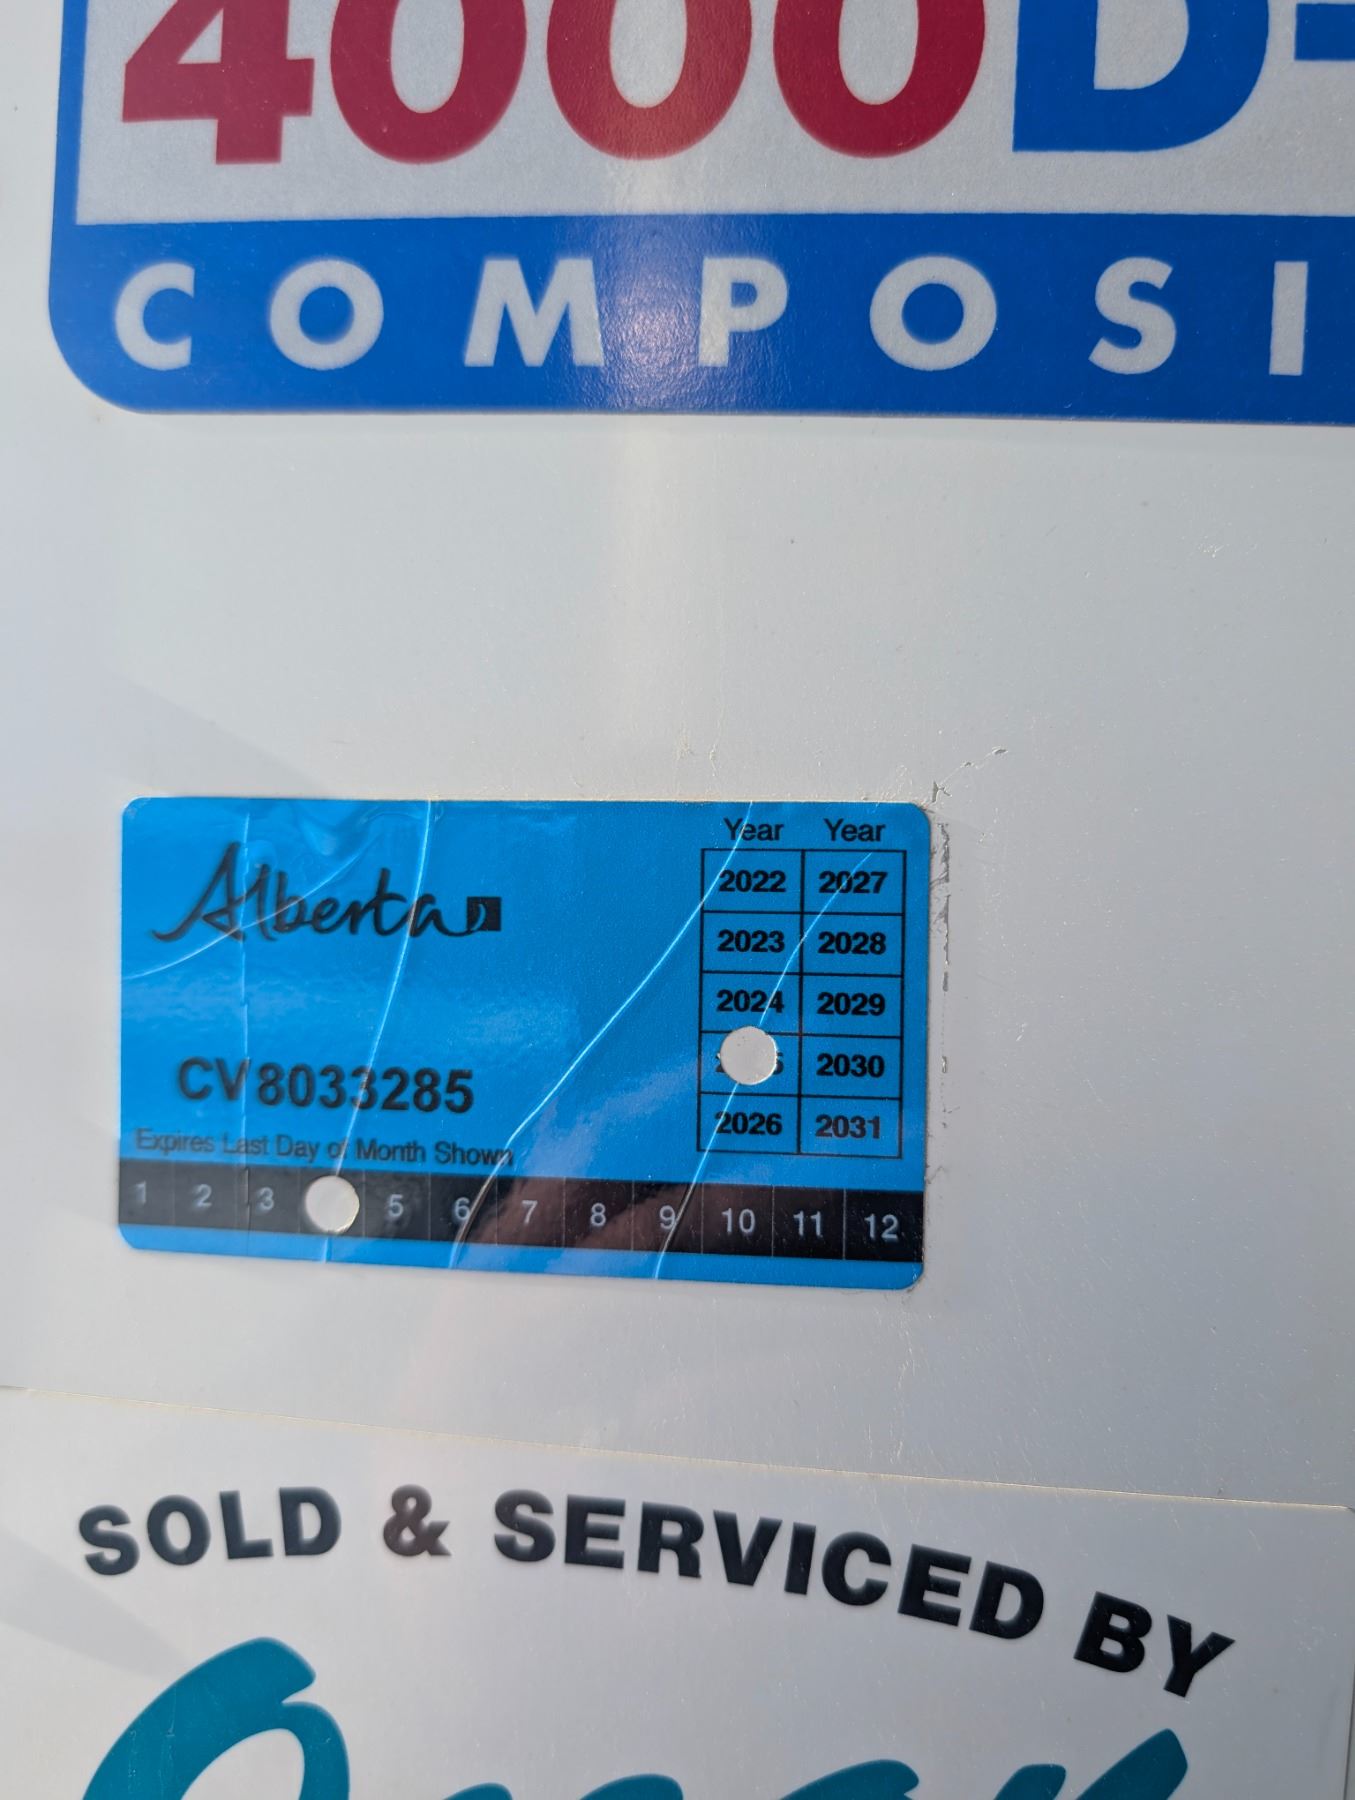 4000D-
COMPOSI
Alberta
CV8033285
Expires Last Day of Month Shown
Year Year
2022 2027
2023 2028
2024 2029
2030
2026 2031
1 2 3 5 6 7 8 9 10 11 12
SOLD & SERVICED BY